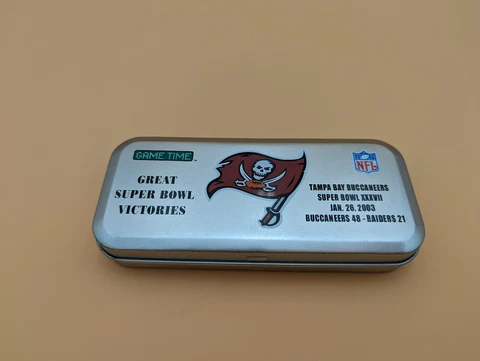 GAME TIME
GREAT
SUPER BOWL
VICTORIES
NFL
TAMPA BAY BUCCANEERS
SUPER BOWL XXXVII
JAN. 26, 2003
BUCCANEERS 48 - RAIDERS 21